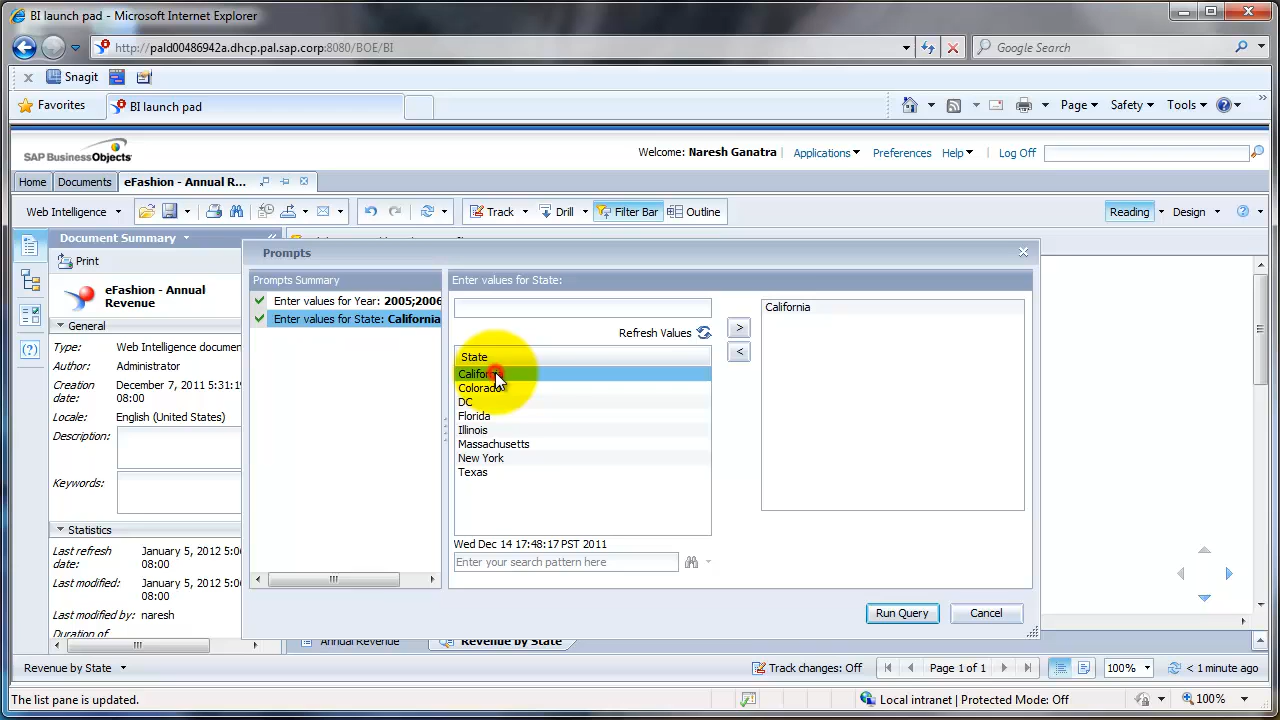 BI launch pad - Microsoft Internet Explorer
http://pald00486942a.dhcp.pal.sap.corp:8080/BOE/BI
Google Search
Snagit
Favorites
BI launch pad
Page
Safety
Tools
SAP BusinessObjects
Welcome: Naresh Ganatra
Applications
Preferences
Help
Log Off
Home
Documents
eFashion - Annual R...
Web Intelligence
Track
Drill
Filter Bar
Outline
Reading
Design
Document Summary
Print
eFashion - Annual
Revenue
General
Type: Web Intelligence documen
Author: Administrator
Creation December 7, 2011 5:31:19
date: 08:00
Locale: English (United States)
Description:
Keywords:
Statistics
Last refresh January 5, 2012 5:06
date: 08:00
Last modified: January 5, 2012 5:06
08:00
Last modified by: naresh
Duration of
Prompts
Prompts Summary
Enter values for Year: 2005;2006
Enter values for State: California
Enter values for State:
Refresh Values
State
California
Colorado
DC
Florida
Illinois
Massachusetts
New York
Texas
Wed Dec 14 17:48:17 PST 2011
Enter your search pattern here
>
<
California
Run Query
Cancel
Annual Revenue
Revenue by State
Revenue by State
Track changes: Off
Page 1 of 1
100%
< 1 minute ago
The list pane is updated.
Local intranet | Protected Mode: Off
100%